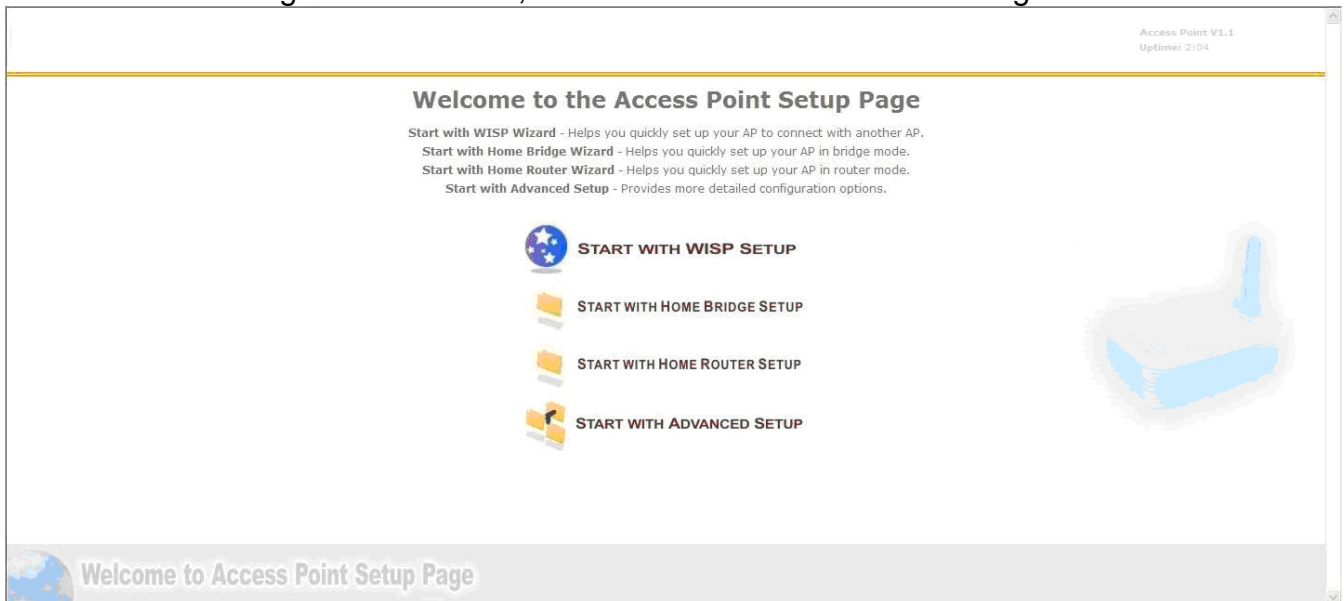 Access Point V1.1
Uptime: 2:04
Welcome to the Access Point Setup Page
Start with WISP Wizard - Helps you quickly set up your AP to connect with another AP.
Start with Home Bridge Wizard - Helps you quickly set up your AP in bridge mode.
Start with Home Router Wizard - Helps you quickly set up your AP in router mode.
Start with Advanced Setup - Provides more detailed configuration options.
START WITH WISP SETUP
START WITH HOME BRIDGE SETUP
START WITH HOME ROUTER SETUP
START WITH ADVANCED SETUP
Welcome to Access Point Setup Page